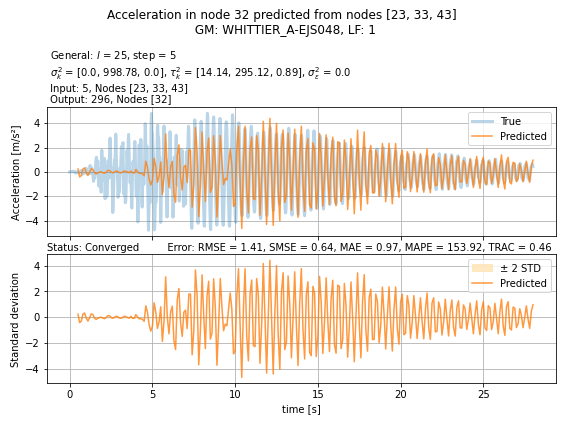 Acceleration in node 32 predicted from nodes [23, 33, 43]
GM: WHITTIER_A-EJS048, LF: 1
General: l = 25, step = 5
σ²ₖ = [0.0, 998.78, 0.0], τ²ₖ = [14.14, 295.12, 0.89], σ²ε = 0.0
Input: 5, Nodes [23, 33, 43]
Output: 296, Nodes [32]
Acceleration [m/s²]
4
2
0
−2
−4
True
Predicted
Status: Converged Error: RMSE = 1.41, SMSE = 0.64, MAE = 0.97, MAPE = 153.92, TRAC = 0.46
Standard deviation
4
2
0
−2
−4
± 2 STD
Predicted
0 5 10 15 20 25
time [s]